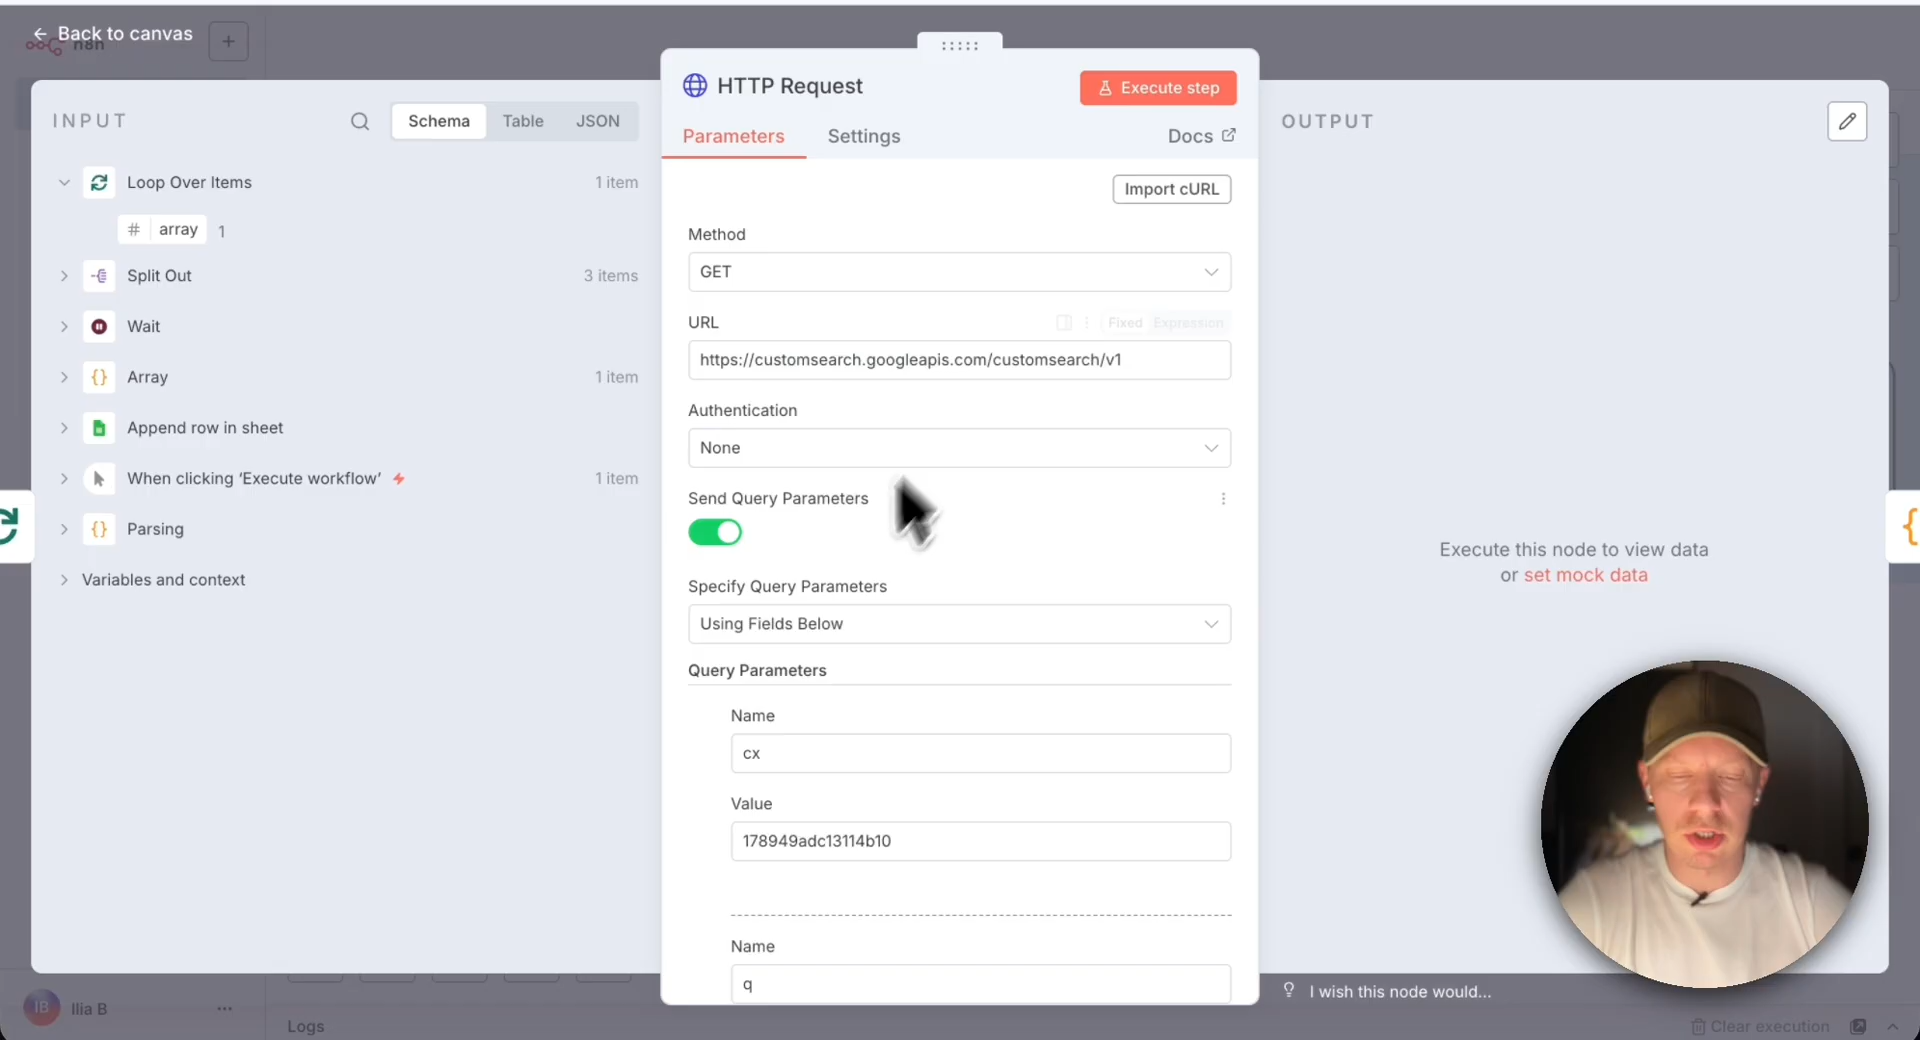 Back to canvas
n8n
INPUT
Schema
Table
JSON
Loop Over Items
1 item
# array 1
Split Out
3 items
Wait
Array
1 item
Append row in sheet
When clicking ‘Execute workflow’
1 item
Parsing
Variables and context
Ilia B
IB
Logs
HTTP Request
Execute step
Parameters
Settings
Docs
Import cURL
Method
GET
URL
Fixed
Expression
https://customsearch.googleapis.com/customsearch/v1
Authentication
None
Send Query Parameters
Specify Query Parameters
Using Fields Below
Query Parameters
Name
cx
Value
178949adc13114b10
Name
q
OUTPUT
Execute this node to view data
or set mock data
I wish this node would...
Clear execution